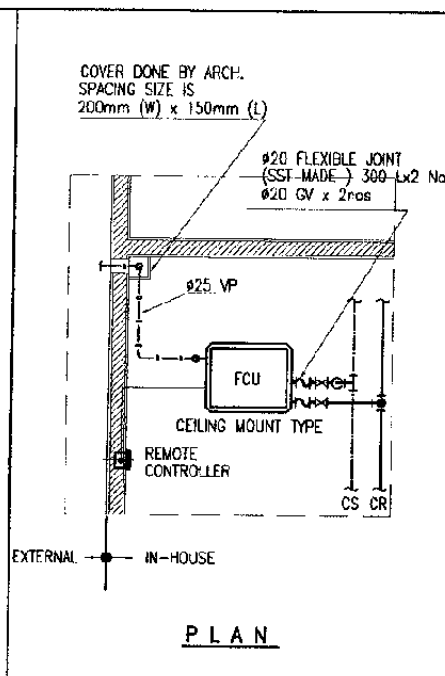 COVER DONE BY ARCH.
SPACING SIZE IS
200mm (W) x 150mm (L)
ø20 FLEXIBLE JOINT
(SST-MADE ) 300 Lx2 No
ø20 GV x 2nos
ø25 VP
FCU
CEILING MOUNT TYPE
REMOTE
CONTROLLER
CS CR
EXTERNAL IN-HOUSE
PLAN